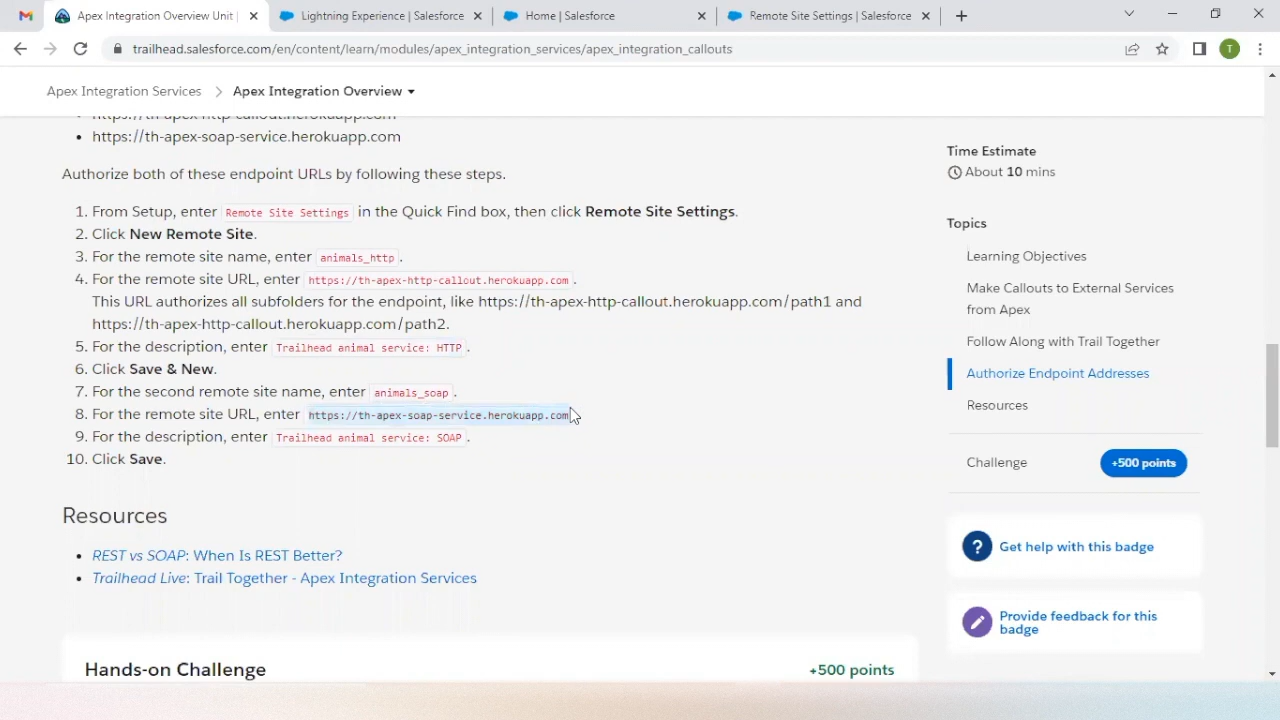 Apex Integration Overview Unit |
Lightning Experience | Salesforce
Home | Salesforce
Remote Site Settings | Salesforce
trailhead.salesforce.com/en/content/learn/modules/apex_integration_services/apex_integration_callouts
T
Apex Integration Services > Apex Integration Overview
• https://th-apex-http-callout.herokuapp.com
• https://th-apex-soap-service.herokuapp.com
Authorize both of these endpoint URLs by following these steps.
1. From Setup, enter Remote Site Settings in the Quick Find box, then click Remote Site Settings.
2. Click New Remote Site.
3. For the remote site name, enter animals_http.
4. For the remote site URL, enter https://th-apex-http-callout.herokuapp.com.
This URL authorizes all subfolders for the endpoint, like https://th-apex-http-callout.herokuapp.com/path1 and
https://th-apex-http-callout.herokuapp.com/path2.
5. For the description, enter Trailhead animal service: HTTP.
6. Click Save & New.
7. For the second remote site name, enter animals_soap.
8. For the remote site URL, enter https://th-apex-soap-service.herokuapp.com
9. For the description, enter Trailhead animal service: SOAP.
10. Click Save.
Resources
• REST vs SOAP: When Is REST Better?
• Trailhead Live: Trail Together - Apex Integration Services
Hands-on Challenge
+500 points
Time Estimate
About 10 mins
Topics
Learning Objectives
Make Callouts to External Services
from Apex
Follow Along with Trail Together
Authorize Endpoint Addresses
Resources
Challenge
+500 points
? Get help with this badge
Provide feedback for this
badge